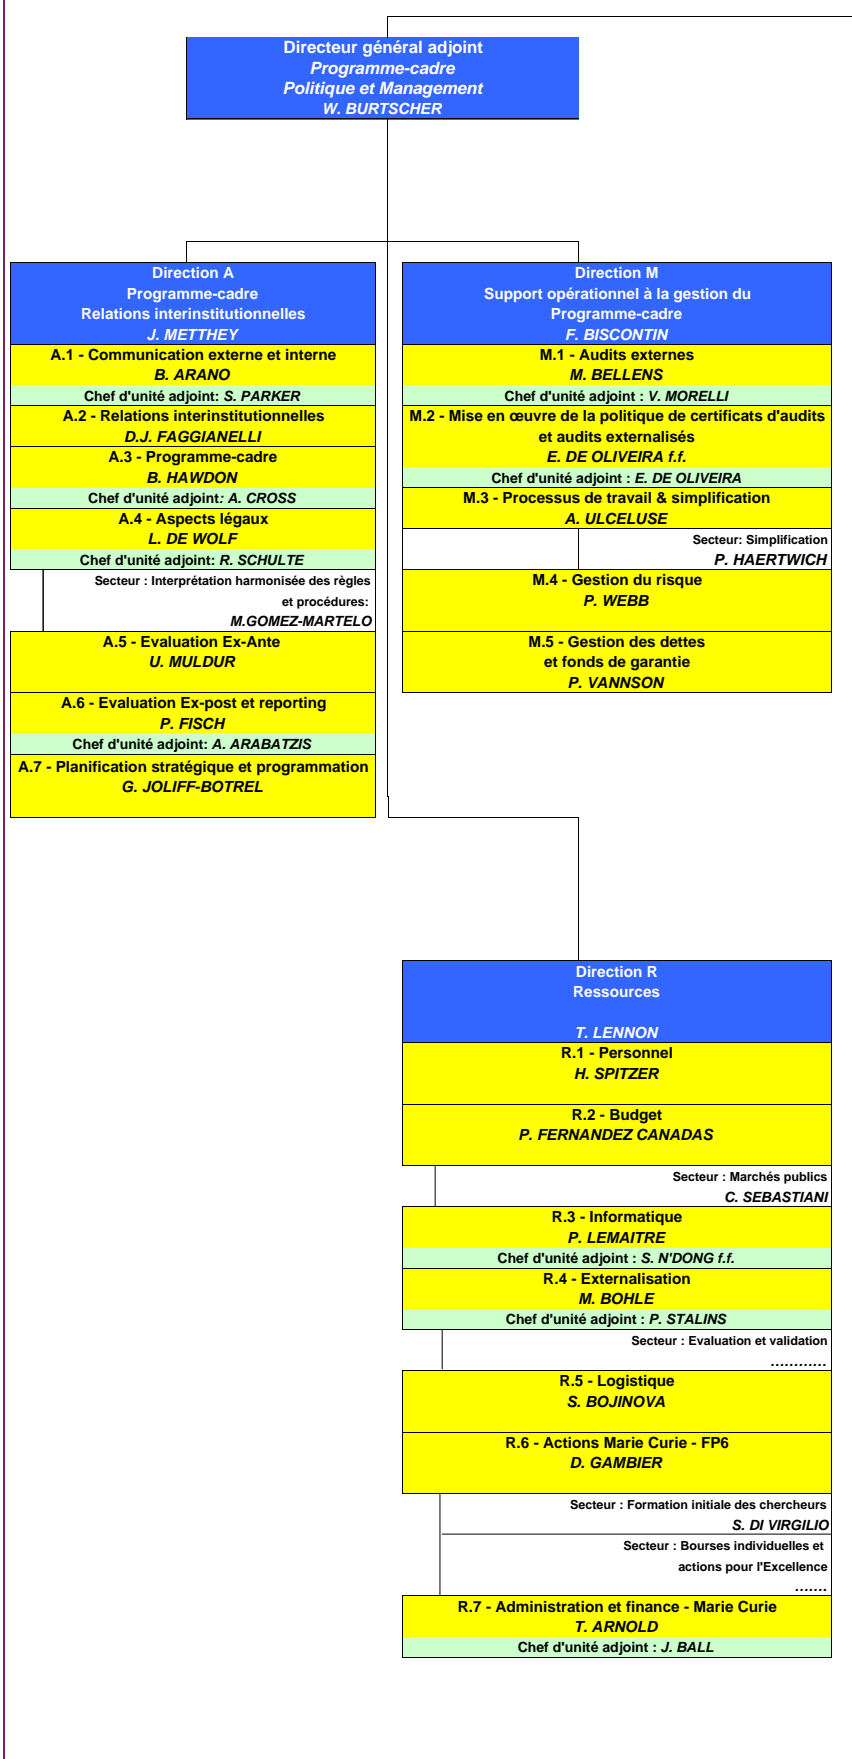 Directeur général adjoint
Programme-cadre
Politique et Management
W. BURTSCHER
Direction A
Programme-cadre
Relations interinstitutionnelles
J. METTHEY
A.1 - Communication externe et interne
B. ARANO
Chef d'unité adjoint: S. PARKER
A.2 - Relations interinstitutionnelles
D.J. FAGGIANELLI
A.3 - Programme-cadre
B. HAWDON
Chef d'unité adjoint: A. CROSS
A.4 - Aspects légaux
L. DE WOLF
Chef d'unité adjoint: R. SCHULTE
Secteur : Interprétation harmonisée des règles
et procédures:
M.GOMEZ-MARTELO
A.5 - Evaluation Ex-Ante
U. MULDUR
A.6 - Evaluation Ex-post et reporting
P. FISCH
Chef d'unité adjoint: A. ARABATZIS
A.7 - Planification stratégique et programmation
G. JOLIFF-BOTREL
Direction M
Support opérationnel à la gestion du
Programme-cadre
F. BISCONTIN
M.1 - Audits externes
M. BELLENS
Chef d'unité adjoint : V. MORELLI
M.2 - Mise en œuvre de la politique de certificats d'audits
et audits externalisés
E. DE OLIVEIRA f.f.
Chef d'unité adjoint : E. DE OLIVEIRA
M.3 - Processus de travail & simplification
A. ULCELUSE
Secteur: Simplification
P. HAERTWICH
M.4 - Gestion du risque
P. WEBB
M.5 - Gestion des dettes
et fonds de garantie
P. VANNSON
Direction R
Ressources
T. LENNON
R.1 - Personnel
H. SPITZER
R.2 - Budget
P. FERNANDEZ CANADAS
Secteur : Marchés publics
C. SEBASTIANI
R.3 - Informatique
P. LEMAITRE
Chef d'unité adjoint : S. N'DONG f.f.
R.4 - Externalisation
M. BOHLE
Chef d'unité adjoint : P. STALINS
Secteur : Evaluation et validation
............
R.5 - Logistique
S. BOJINOVA
R.6 - Actions Marie Curie - FP6
D. GAMBIER
Secteur : Formation initiale des chercheurs
S. DI VIRGILIO
Secteur : Bourses individuelles et
actions pour l'Excellence
.......
R.7 - Administration et finance - Marie Curie
T. ARNOLD
Chef d'unité adjoint : J. BALL